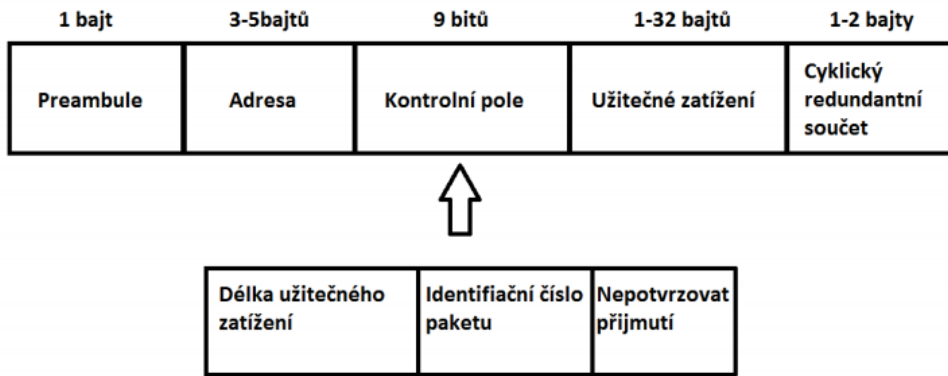 1 bajt 3-5bajtů 9 bitů 1-32 bajtů 1-2 bajty
Preambule
Adresa
Kontrolní pole
Užitečné zatížení
Cyklický
redundantní
součet
Délka užitečného
zatížení
Identifiační číslo
paketu
Nepotvrzovat
přijmutí